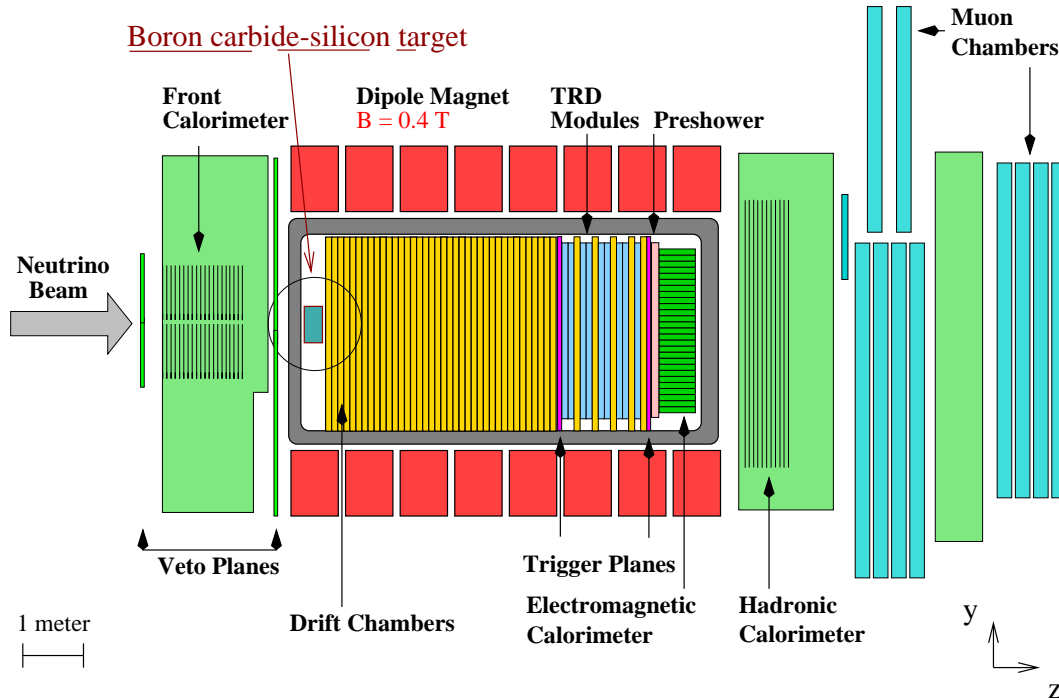 Boron carbide-silicon target
Muon
Chambers
Front
Calorimeter
Dipole Magnet
B = 0.4 T
TRD
Modules
Preshower
Neutrino
Beam
Veto Planes
Trigger Planes
Drift Chambers
Electromagnetic
Calorimeter
Hadronic
Calorimeter
1 meter
y
z